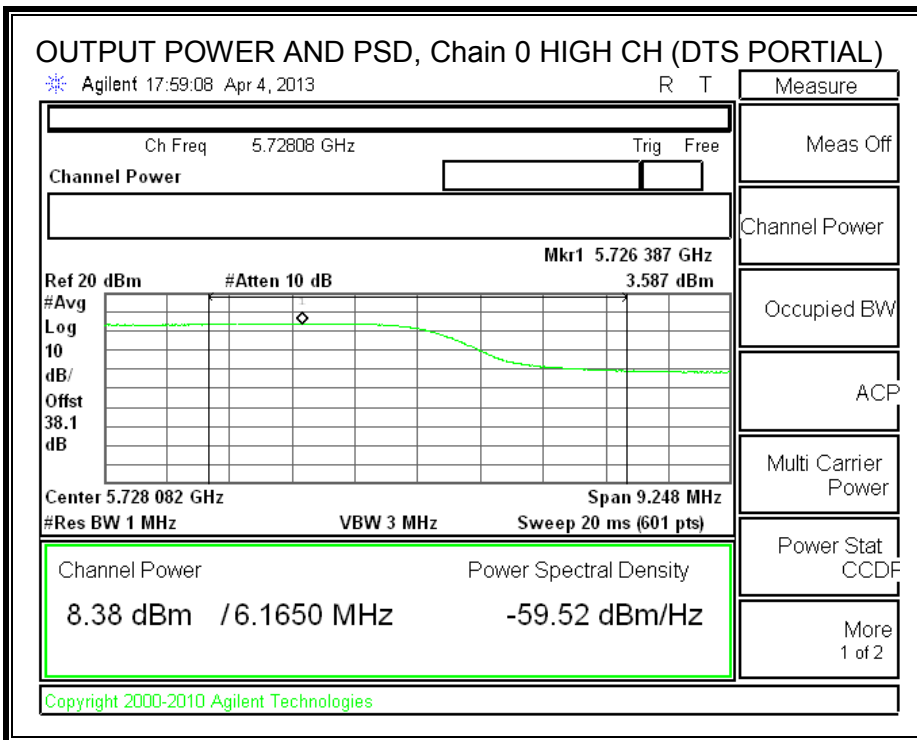 OUTPUT POWER AND PSD, Chain 0 HIGH CH (DTS PORTIAL)
Agilent 17:59:08 Apr 4, 2013 R T
Measure
Ch Freq 5.72808 GHz Trig Free
Meas Off
Channel Power
Channel Power
Mkr1 5.726 387 GHz
Ref 20 dBm #Atten 10 dB 3.587 dBm
#Avg
Log
10
dB/
Offst
38.1
dB
1
Occupied BW
ACP
Multi Carrier
Power
Center 5.728 082 GHz Span 9.248 MHz
#Res BW 1 MHz VBW 3 MHz Sweep 20 ms (601 pts)
Power Stat
CCDF
Channel Power Power Spectral Density
8.38 dBm / 6.1650 MHz -59.52 dBm/Hz
More
1 of 2
Copyright 2000-2010 Agilent Technologies